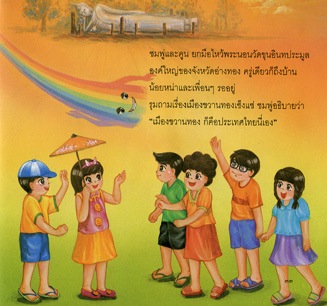 ชมพู่และคูน ยกมือไหว้พระนอนวัดขุนอินทประมูล
องค์ใหญ่ของจังหวัดอ่างทอง ครู่เดียวก็ถึงบ้าน
น้อยหน่าและเพื่อนๆ รออยู่
รุมถามเรื่องเมืองขวานทองเซ็งแซ่ ชมพู่อธิบายว่า
"เมืองขวานทอง ก็คือประเทศไทยนี่เอง"